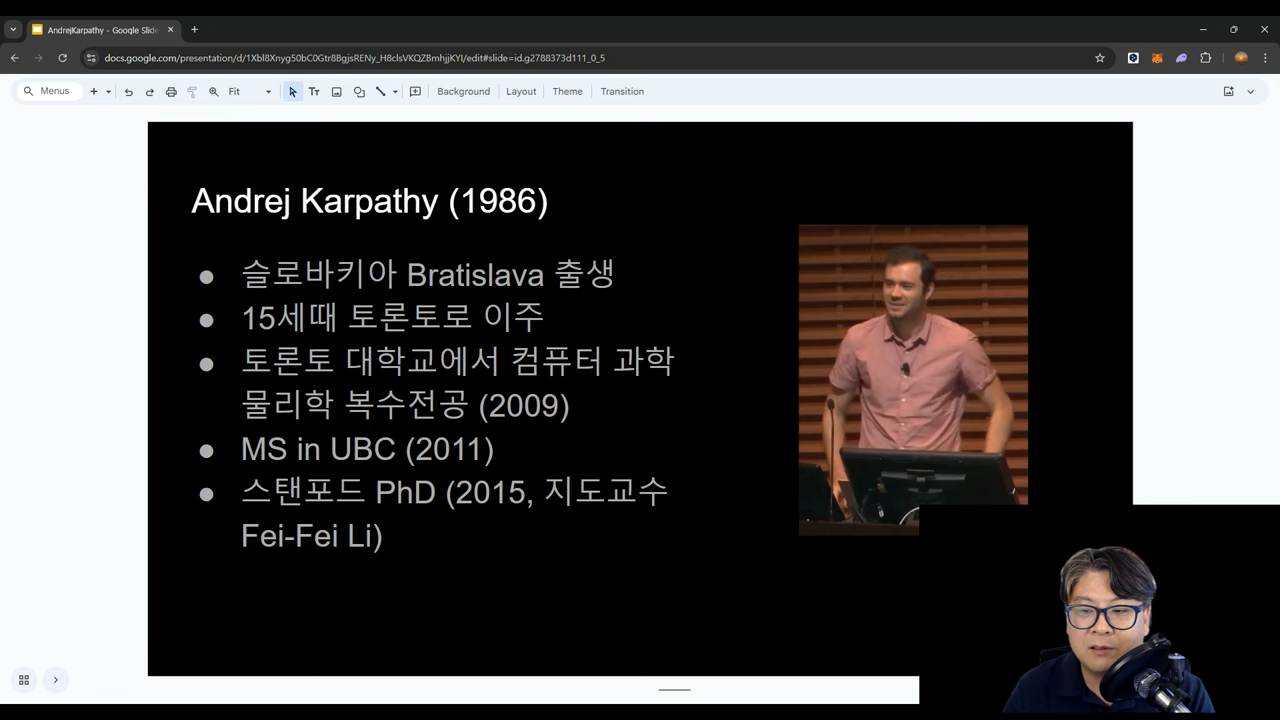 AndrejKarpathy - Google Slide
docs.google.com/presentation/d/1Xbl8Xnyg50bC0Gtr8BgjsRENy_H8clsVKQZBmhjjKYI/edit#slide=id.g2788373d111_0_5
Menus Fit Background Layout Theme Transition
Andrej Karpathy (1986)
● 슬로바키아 Bratislava 출생
● 15세때 토론토로 이주
● 토론토 대학교에서 컴퓨터 과학
물리학 복수전공 (2009)
● MS in UBC (2011)
● 스탠포드 PhD (2015, 지도교수
Fei-Fei Li)